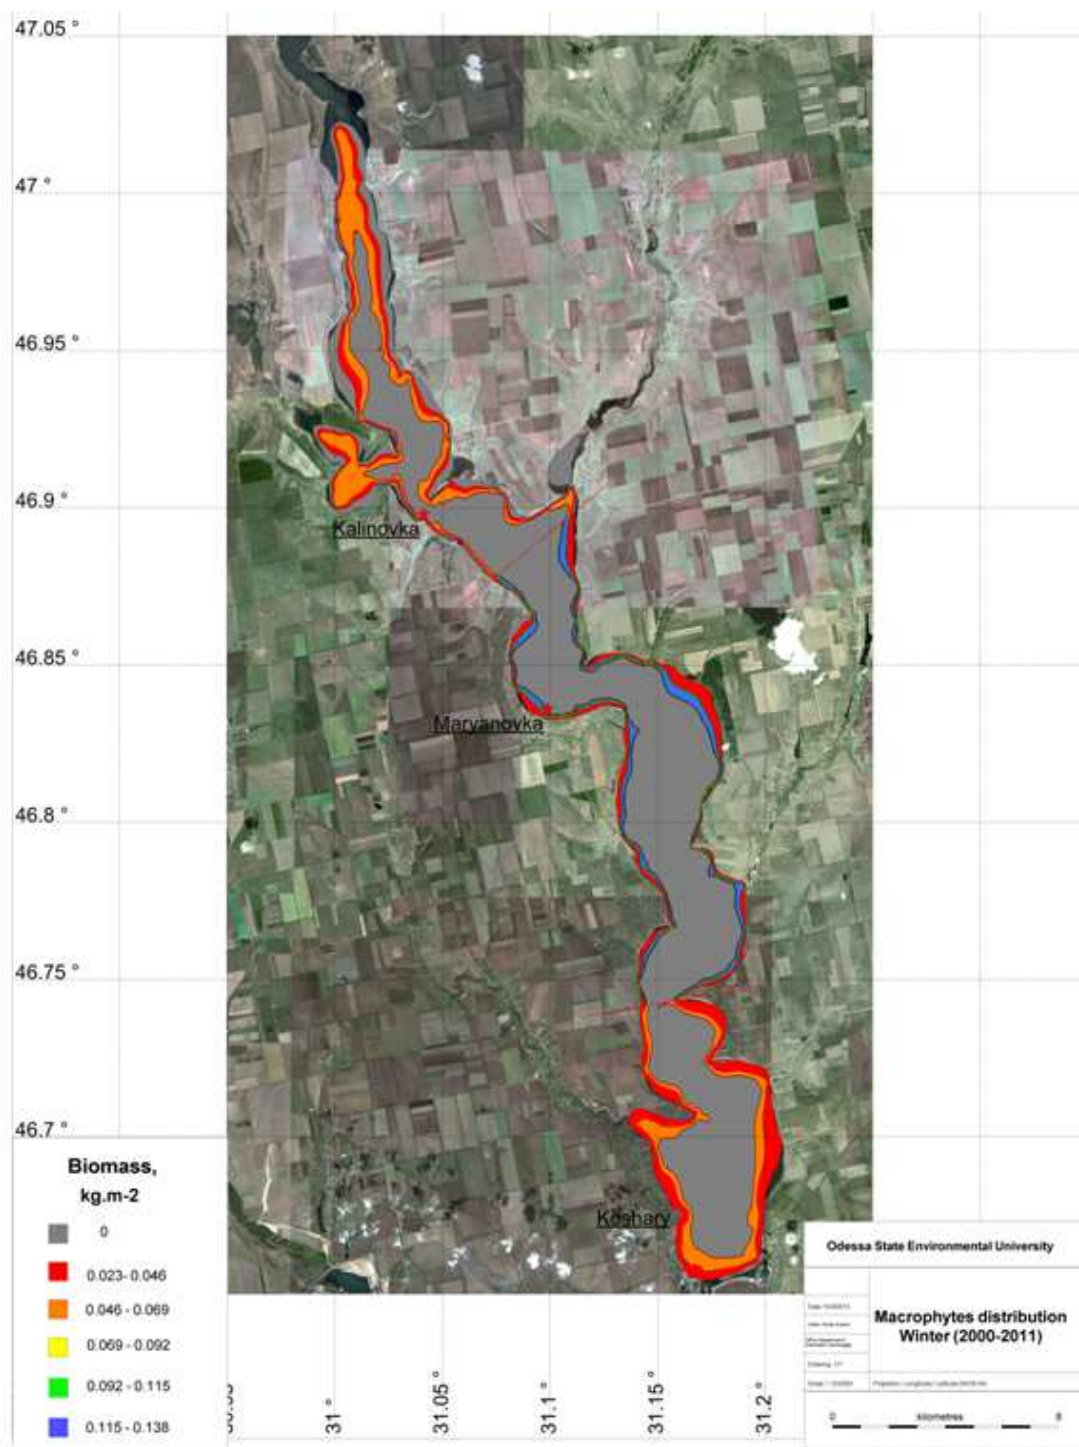 47.05 °
47 °
46.95 °
46.9 °
Kalinovka
46.85 °
Maryanovka
46.8 °
46.75 °
46.7 °
Koshary
Biomass,
kg.m-2
0
0.023- 0.046
0.046 - 0.069
0.069 - 0.092
0.092 - 0.115
0.115 - 0.138
31 °
31.05 °
31.1 °
31.15 °
31.2 °
Odessa State Environmental University
Macrophytes distribution
Winter (2000-2011)
0 kilometres 8